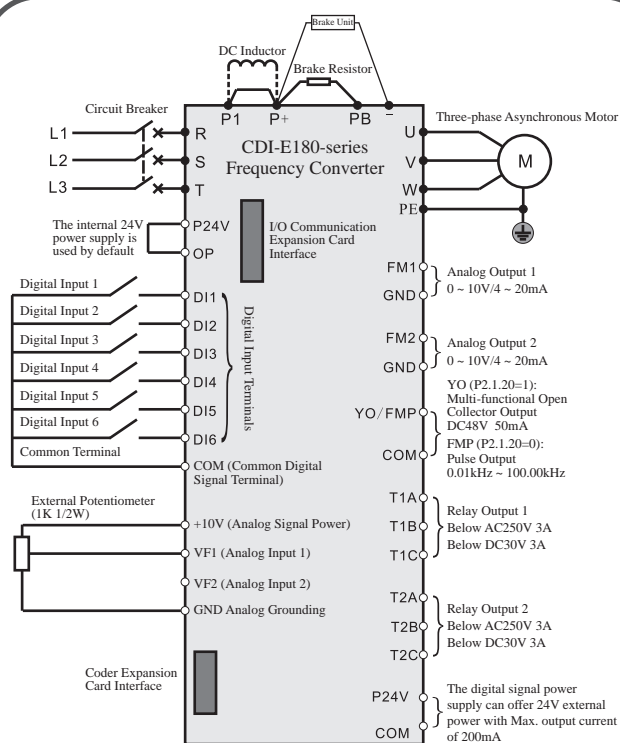 Brake Unit
DC Inductor
Brake Resistor
Circuit Breaker
P1 P+ PB −
Three-phase Asynchronous Motor
L1
L2
L3
R
S
T
CDI-E180-series
Frequency Converter
U
V
W
PE
M
The internal 24V
power supply is
used by default
P24V
OP
I/O Communication
Expansion Card
Interface
FM1
GND
Analog Output 1
0 ~ 10V/4 ~ 20mA
Digital Input 1
Digital Input 2
Digital Input 3
Digital Input 4
Digital Input 5
Digital Input 6
Common Terminal
DI1
DI2
DI3
DI4
DI5
DI6
Digital Input Terminals
COM (Common Digital
Signal Terminal)
FM2
GND
Analog Output 2
0 ~ 10V/4 ~ 20mA
YO/FMP
COM
YO (P2.1.20=1):
Multi-functional Open
Collector Output
DC48V 50mA
FMP (P2.1.20=0):
Pulse Output
0.01kHz ~ 100.00kHz
External Potentiometer
(1K 1/2W)
+10V (Analog Signal Power)
VF1 (Analog Input 1)
VF2 (Analog Input 2)
GND Analog Grounding
T1A
T1B
T1C
Relay Output 1
Below AC250V 3A
Below DC30V 3A
T2A
T2B
T2C
Relay Output 2
Below AC250V 3A
Below DC30V 3A
Coder Expansion
Card Interface
P24V
COM
The digital signal power
supply can offer 24V external
power with Max. output current
of 200mA